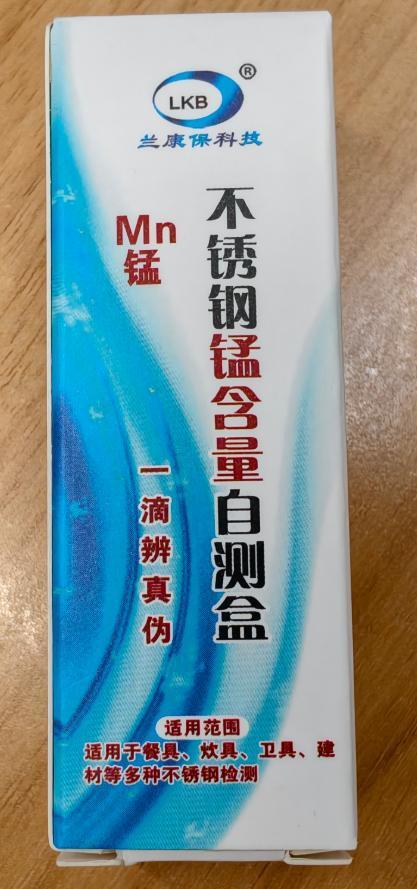 LKB®
兰康保科技
Mn
锰
不锈钢锰含量自测盒
一滴辨真伪
适用范围
适用于餐具、炊具、卫具、建
材等多种不锈钢检测